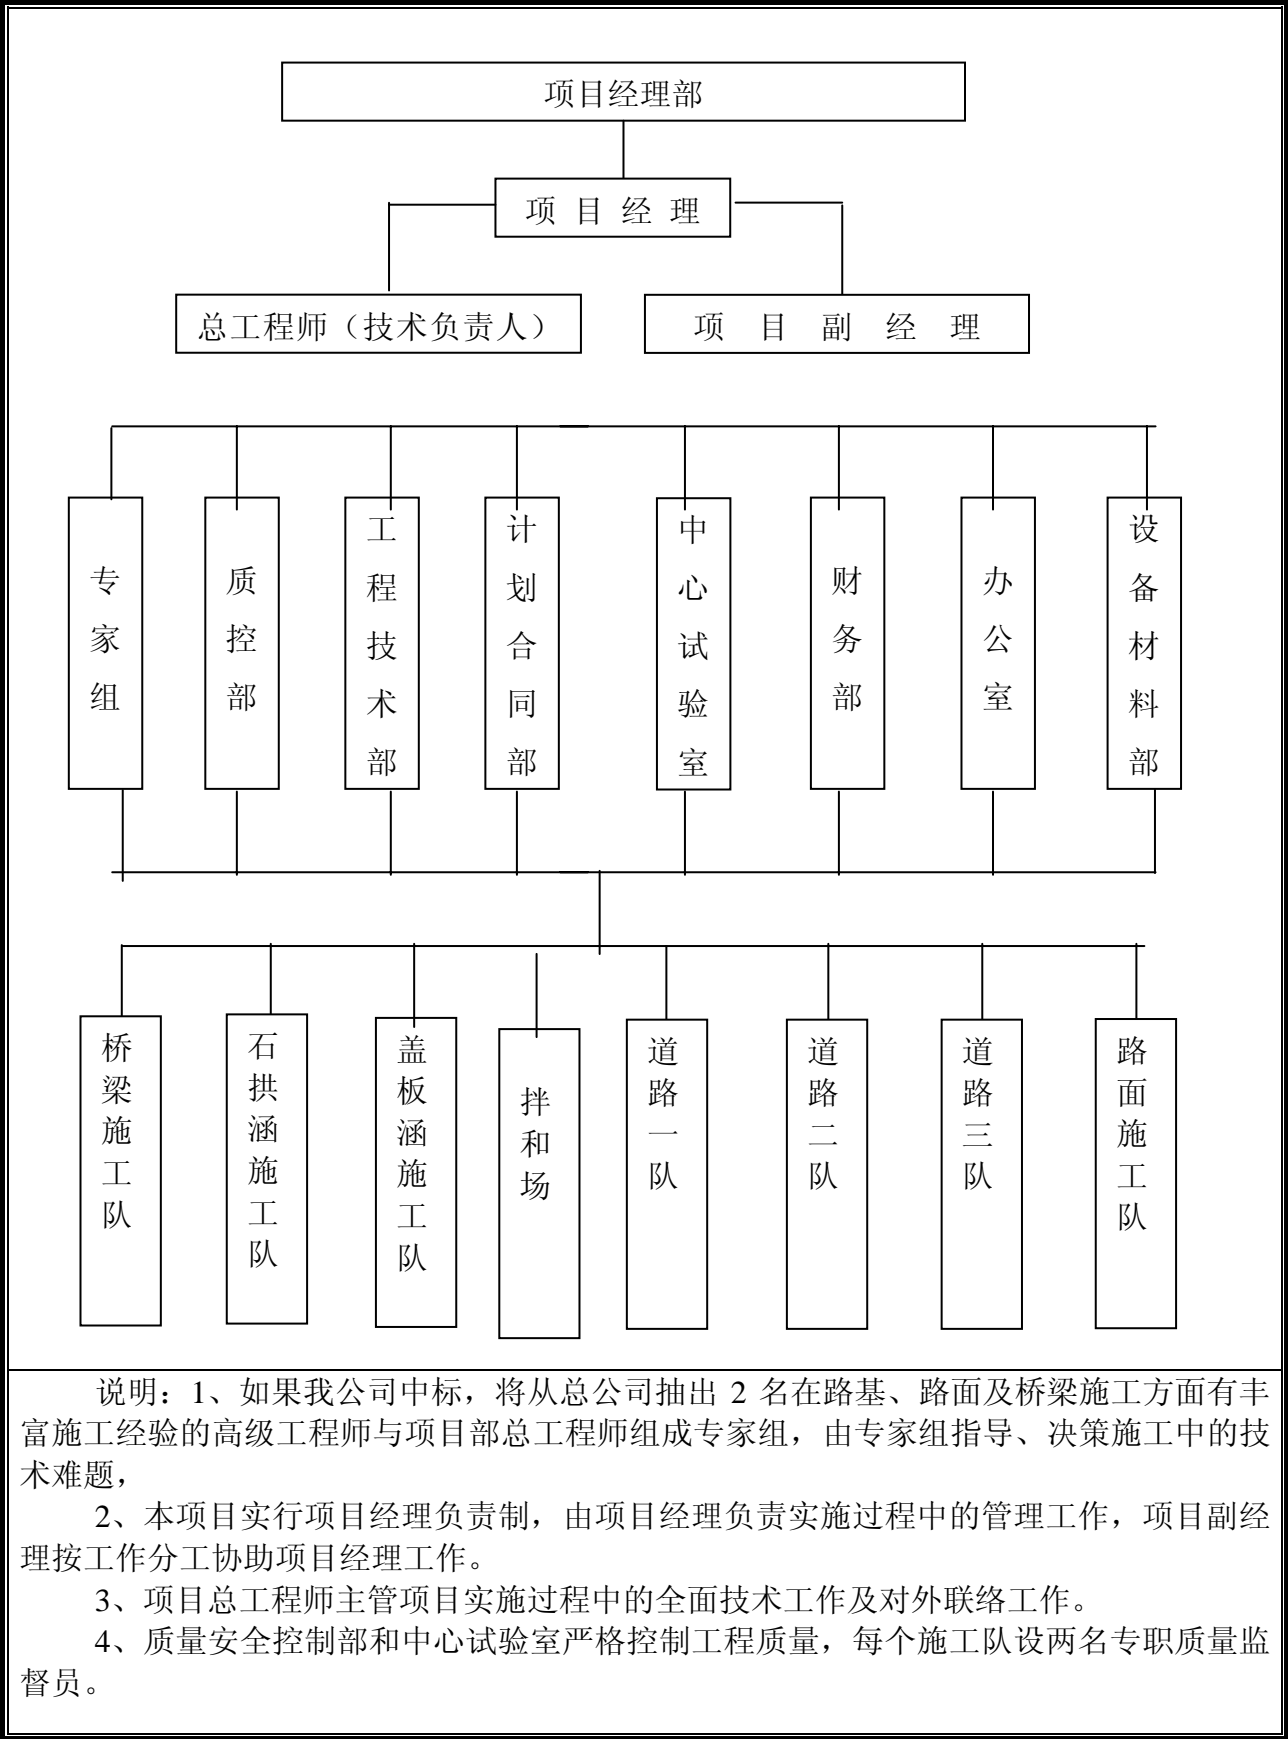 项目经理部
项目经理
总工程师（技术负责人）
项目副经理
专家组
质控部
工程技术部
计划合同部
中心试验室
财务部
办公室
设备材料部
桥梁施工队
石拱涵施工队
盖板涵施工队
拌和场
道路一队
道路二队
道路三队
路面施工队
说明：1、如果我公司中标，将从总公司抽出 2 名在路基、路面及桥梁施工方面有丰
富施工经验的高级工程师与项目部总工程师组成专家组，由专家组指导、决策施工中的技
术难题，
2、本项目实行项目经理负责制，由项目经理负责实施过程中的管理工作，项目副经
理按工作分工协助项目经理工作。
3、项目总工程师主管项目实施过程中的全面技术工作及对外联络工作。
4、质量安全控制部和中心试验室严格控制工程质量，每个施工队设两名专职质量监
督员。